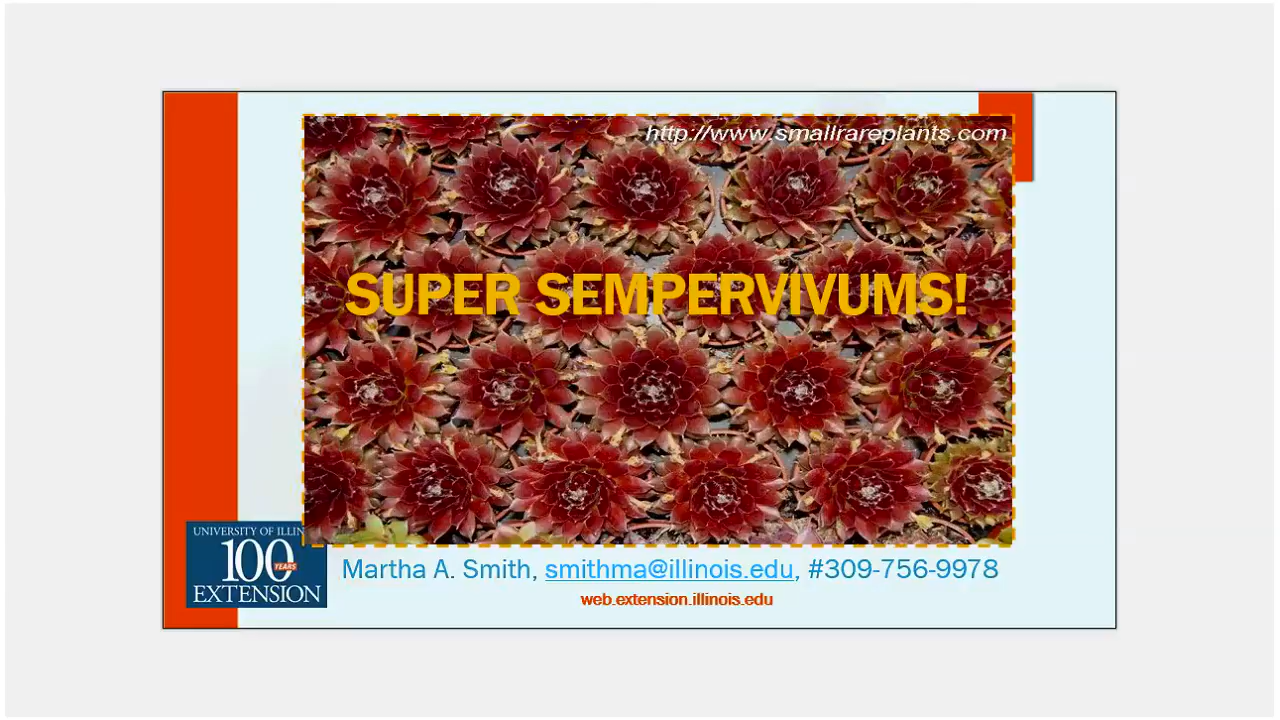 http://www.smallrareplants.com
SUPER SEMPERVIVUMS!
UNIVERSITY OF ILLIN
100
YEARS
EXTENSION
Martha A. Smith, smithma@illinois.edu, #309-756-9978
web.extension.illinois.edu